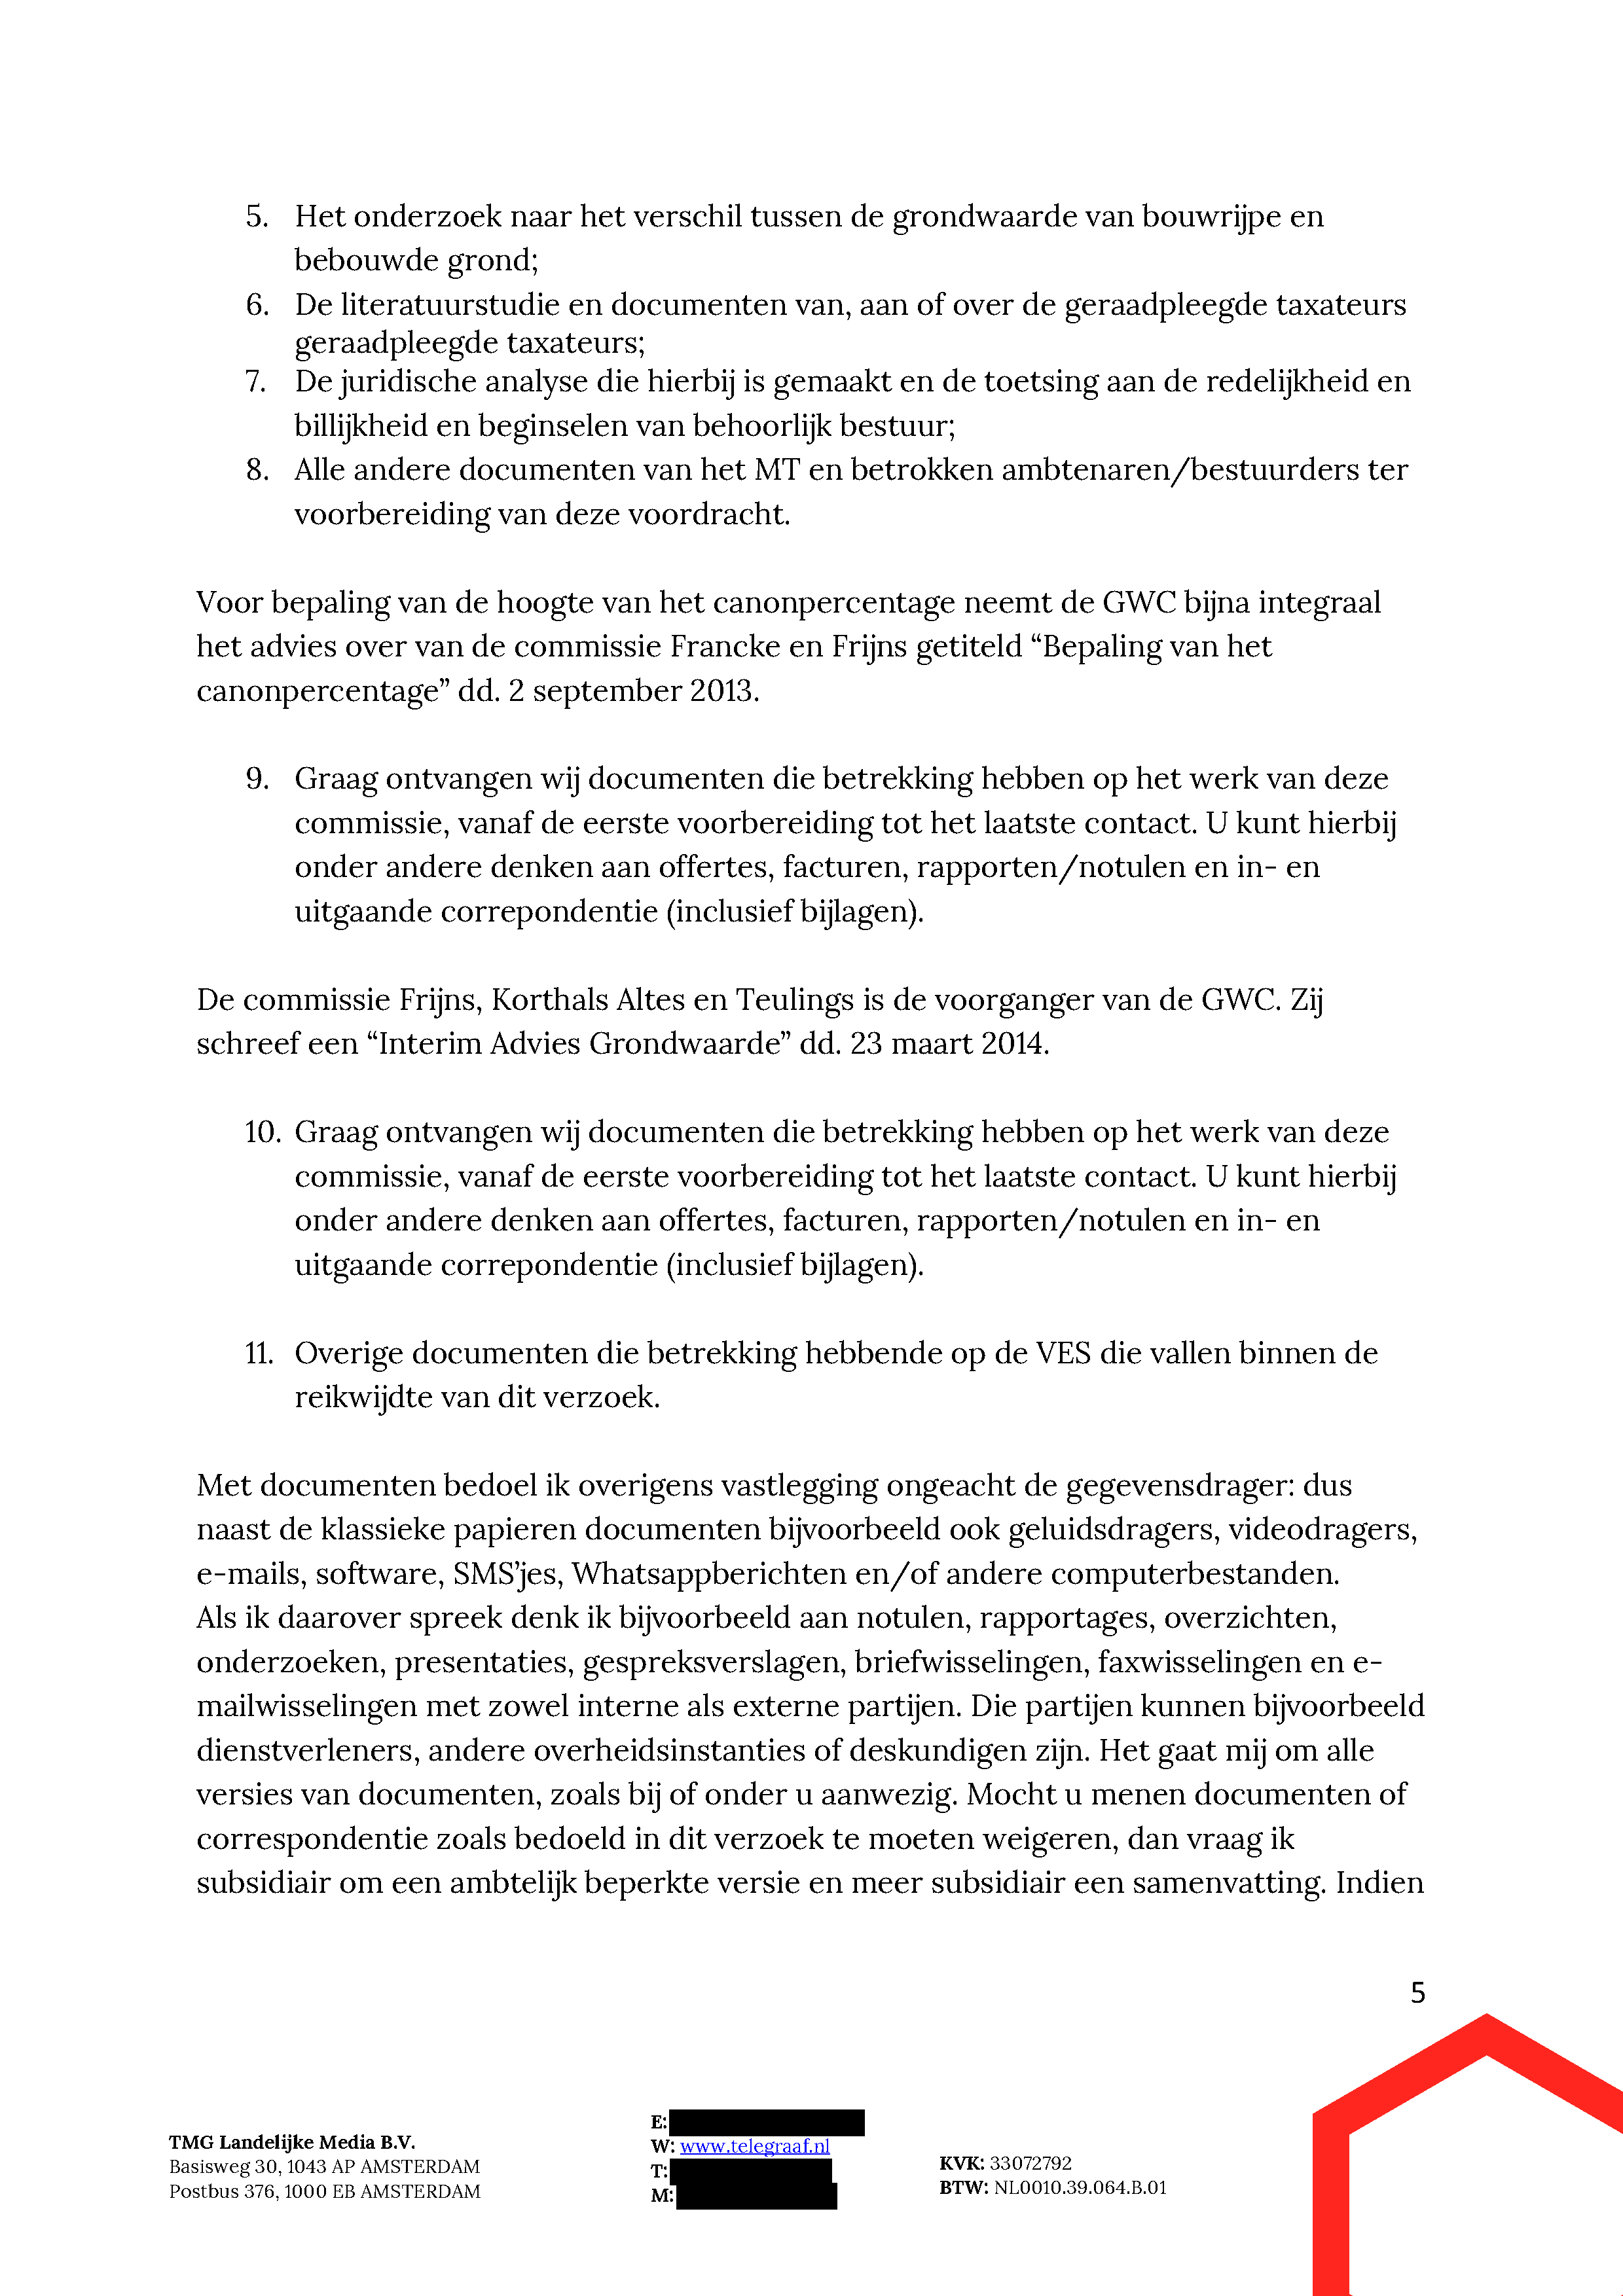 5. Het onderzoek naar het verschil tussen de grondwaarde van bouwrijpe en
bebouwde grond;
6. De literatuurstudie en documenten van, aan of over de geraadpleegde taxateurs
geraadpleegde taxateurs;
7. De juridische analyse die hierbij is gemaakt en de toetsing aan de redelijkheid en
billijkheid en beginselen van behoorlijk bestuur;
8. Alle andere documenten van het MT en betrokken ambtenaren/bestuurders ter
voorbereiding van deze voordracht.
Voor bepaling van de hoogte van het canonpercentage neemt de GWC bijna integraal
het advies over van de commissie Francke en Frijns getiteld “Bepaling van het
canonpercentage” dd. 2 september 2013.
9. Graag ontvangen wij documenten die betrekking hebben op het werk van deze
commissie, vanaf de eerste voorbereiding tot het laatste contact. U kunt hierbij
onder andere denken aan offertes, facturen, rapporten/notulen en in- en
uitgaande correpondentie (inclusief bijlagen).
De commissie Frijns, Korthals Altes en Teulings is de voorganger van de GWC. Zij
schreef een “Interim Advies Grondwaarde” dd. 23 maart 2014.
10. Graag ontvangen wij documenten die betrekking hebben op het werk van deze
commissie, vanaf de eerste voorbereiding tot het laatste contact. U kunt hierbij
onder andere denken aan offertes, facturen, rapporten/notulen en in- en
uitgaande correpondentie (inclusief bijlagen).
11. Overige documenten die betrekking hebbende op de VES die vallen binnen de
reikwijdte van dit verzoek.
Met documenten bedoel ik overigens vastlegging ongeacht de gegevensdrager: dus
naast de klassieke papieren documenten bijvoorbeeld ook geluidsdragers, videodragers,
e-mails, software, SMS’jes, Whatsappberichten en/of andere computerbestanden.
Als ik daarover spreek denk ik bijvoorbeeld aan notulen, rapportages, overzichten,
onderzoeken, presentaties, gespreksverslagen, briefwisselingen, faxwisselingen en e-
mailwisselingen met zowel interne als externe partijen. Die partijen kunnen bijvoorbeeld
dienstverleners, andere overheidsinstanties of deskundigen zijn. Het gaat mij om alle
versies van documenten, zoals bij of onder u aanwezig. Mocht u menen documenten of
correspondentie zoals bedoeld in dit verzoek te moeten weigeren, dan vraag ik
subsidiair om een ambtelijk beperkte versie en meer subsidiair een samenvatting. Indien
5
TMG Landelijke Media B.V.
Basisweg 30, 1043 AP AMSTERDAM
Postbus 376, 1000 EB AMSTERDAM
E:
W: www.telegraaf.nl
T:
M:
KVK: 33072792
BTW: NL0010.39.064.B.01